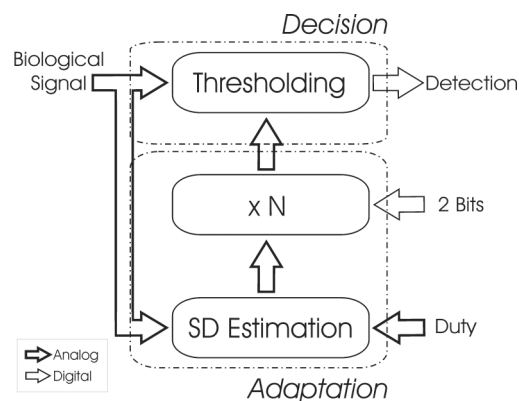 Decision
Biological
Signal
Thresholding
Detection
x N
2 Bits
SD Estimation
Duty
Analog
Digital
Adaptation